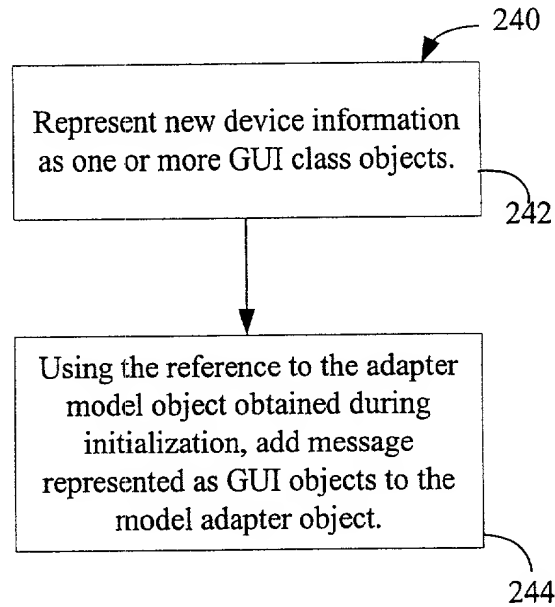 240
Represent new device information
as one or more GUI class objects.
242
Using the reference to the adapter
model object obtained during
initialization, add message
represented as GUI objects to the
model adapter object.
244